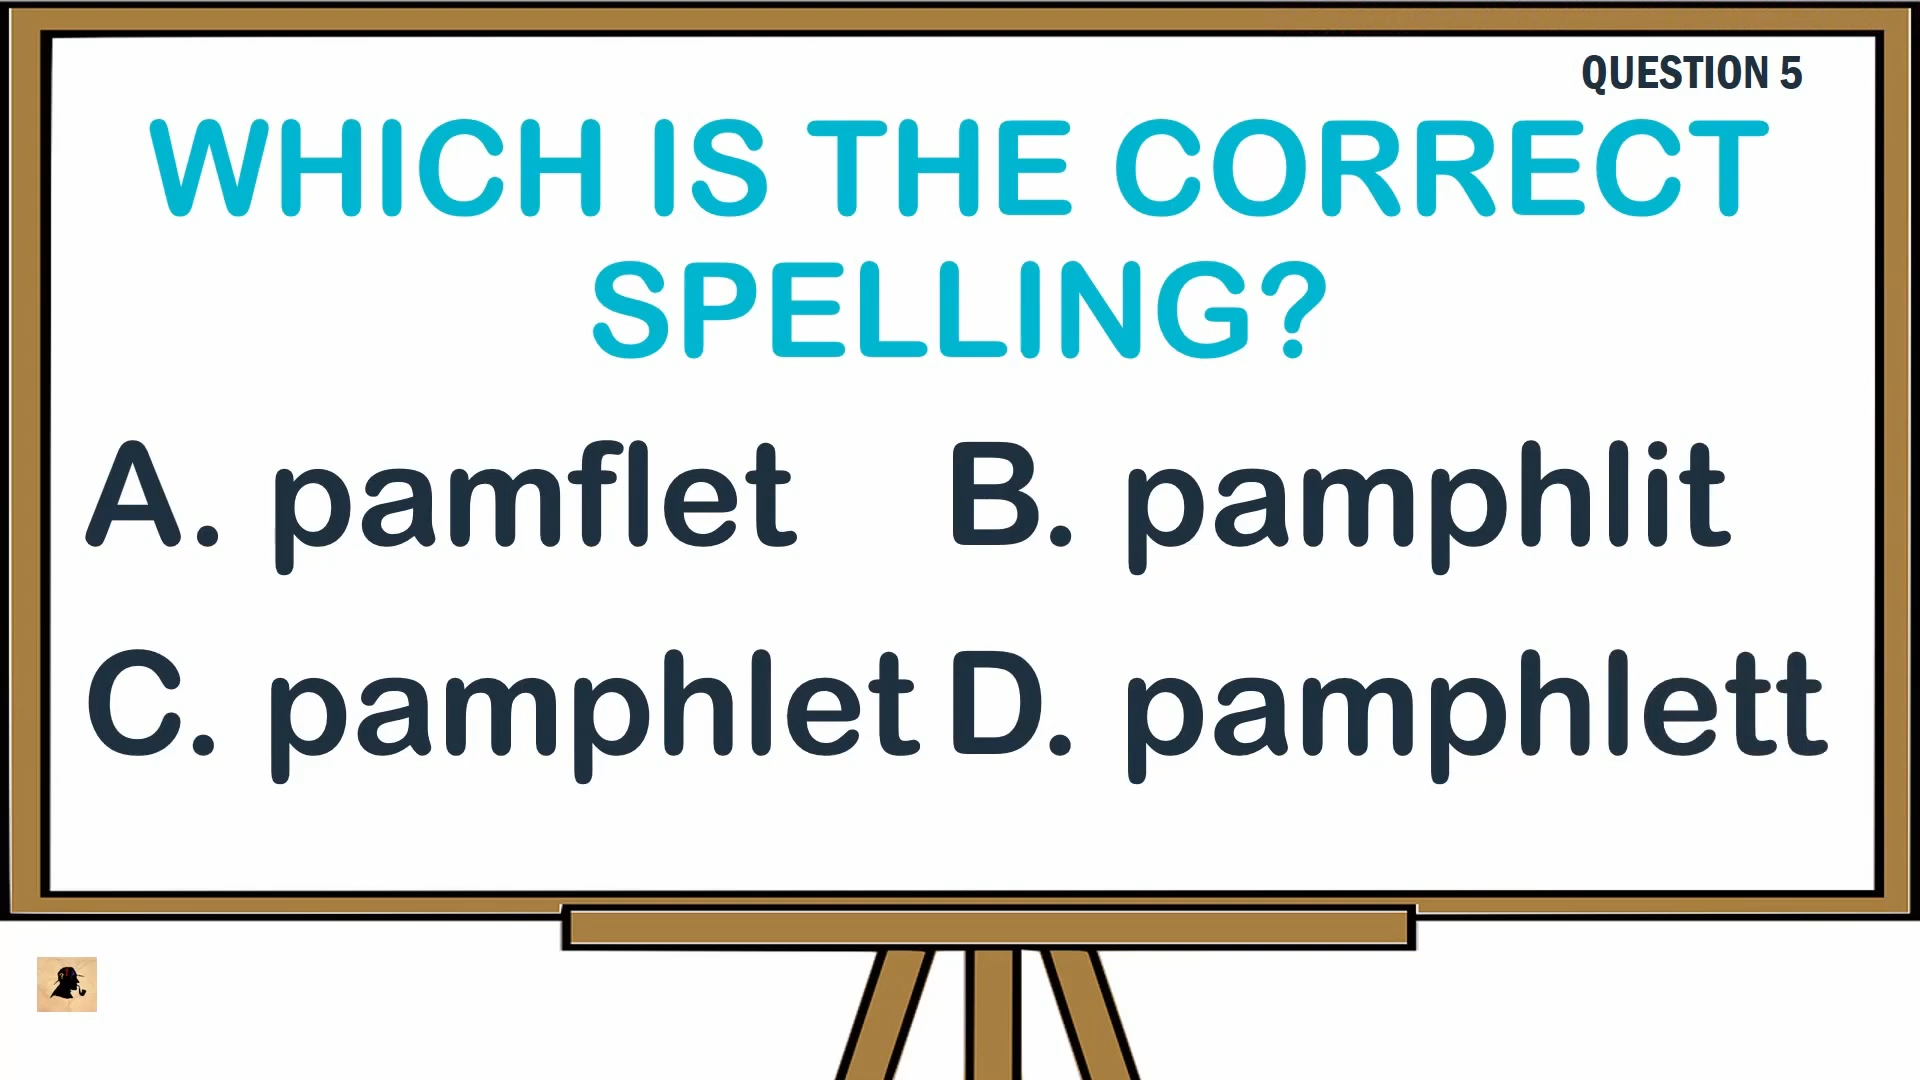 QUESTION 5
WHICH IS THE CORRECT
SPELLING?
A. pamflet B. pamphlit
C. pamphlet D. pamphlett